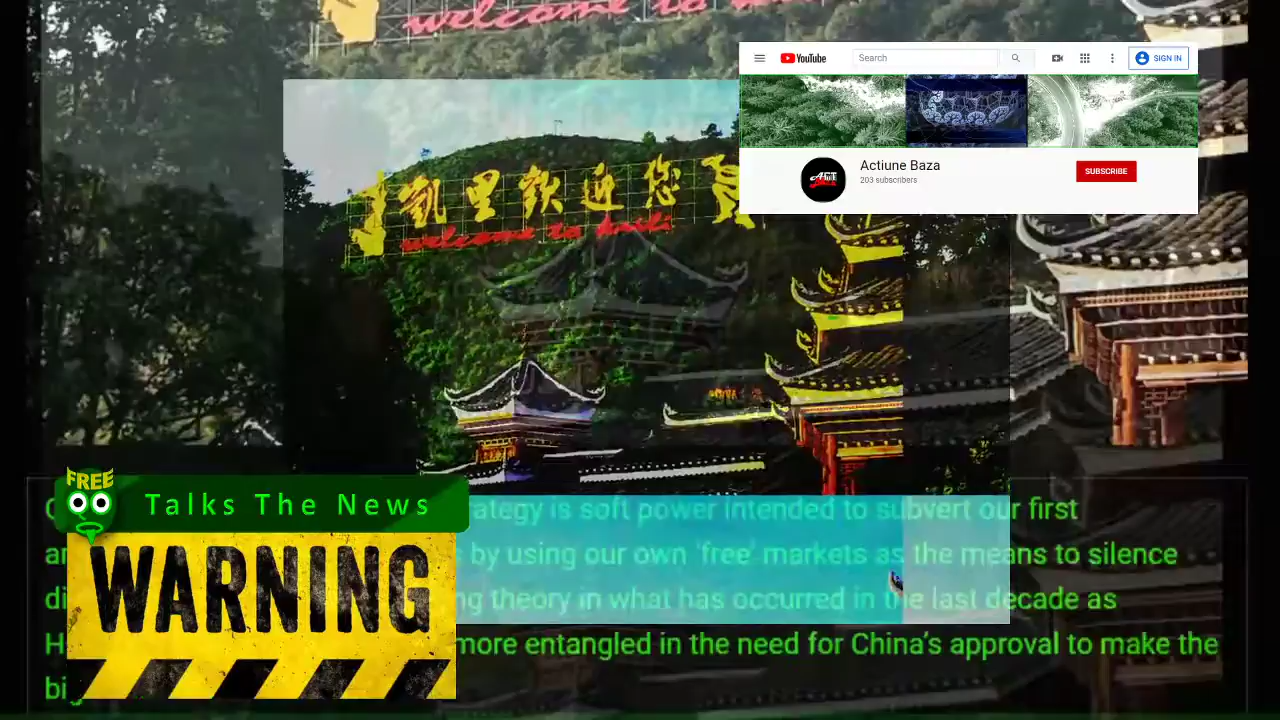 welcome to
YouTube
Search
SIGN IN
凯里欢迎您
welcome to kaili
ACT
Actiune Baza
203 subscribers
SUBSCRIBE
FREE
Talks The News
WARNING
rategy is soft power intended to subvert our first
by using our own 'free' markets as the means to silence
ng theory in what has occurred in the last decade as
more entangled in the need for China's approval to make the